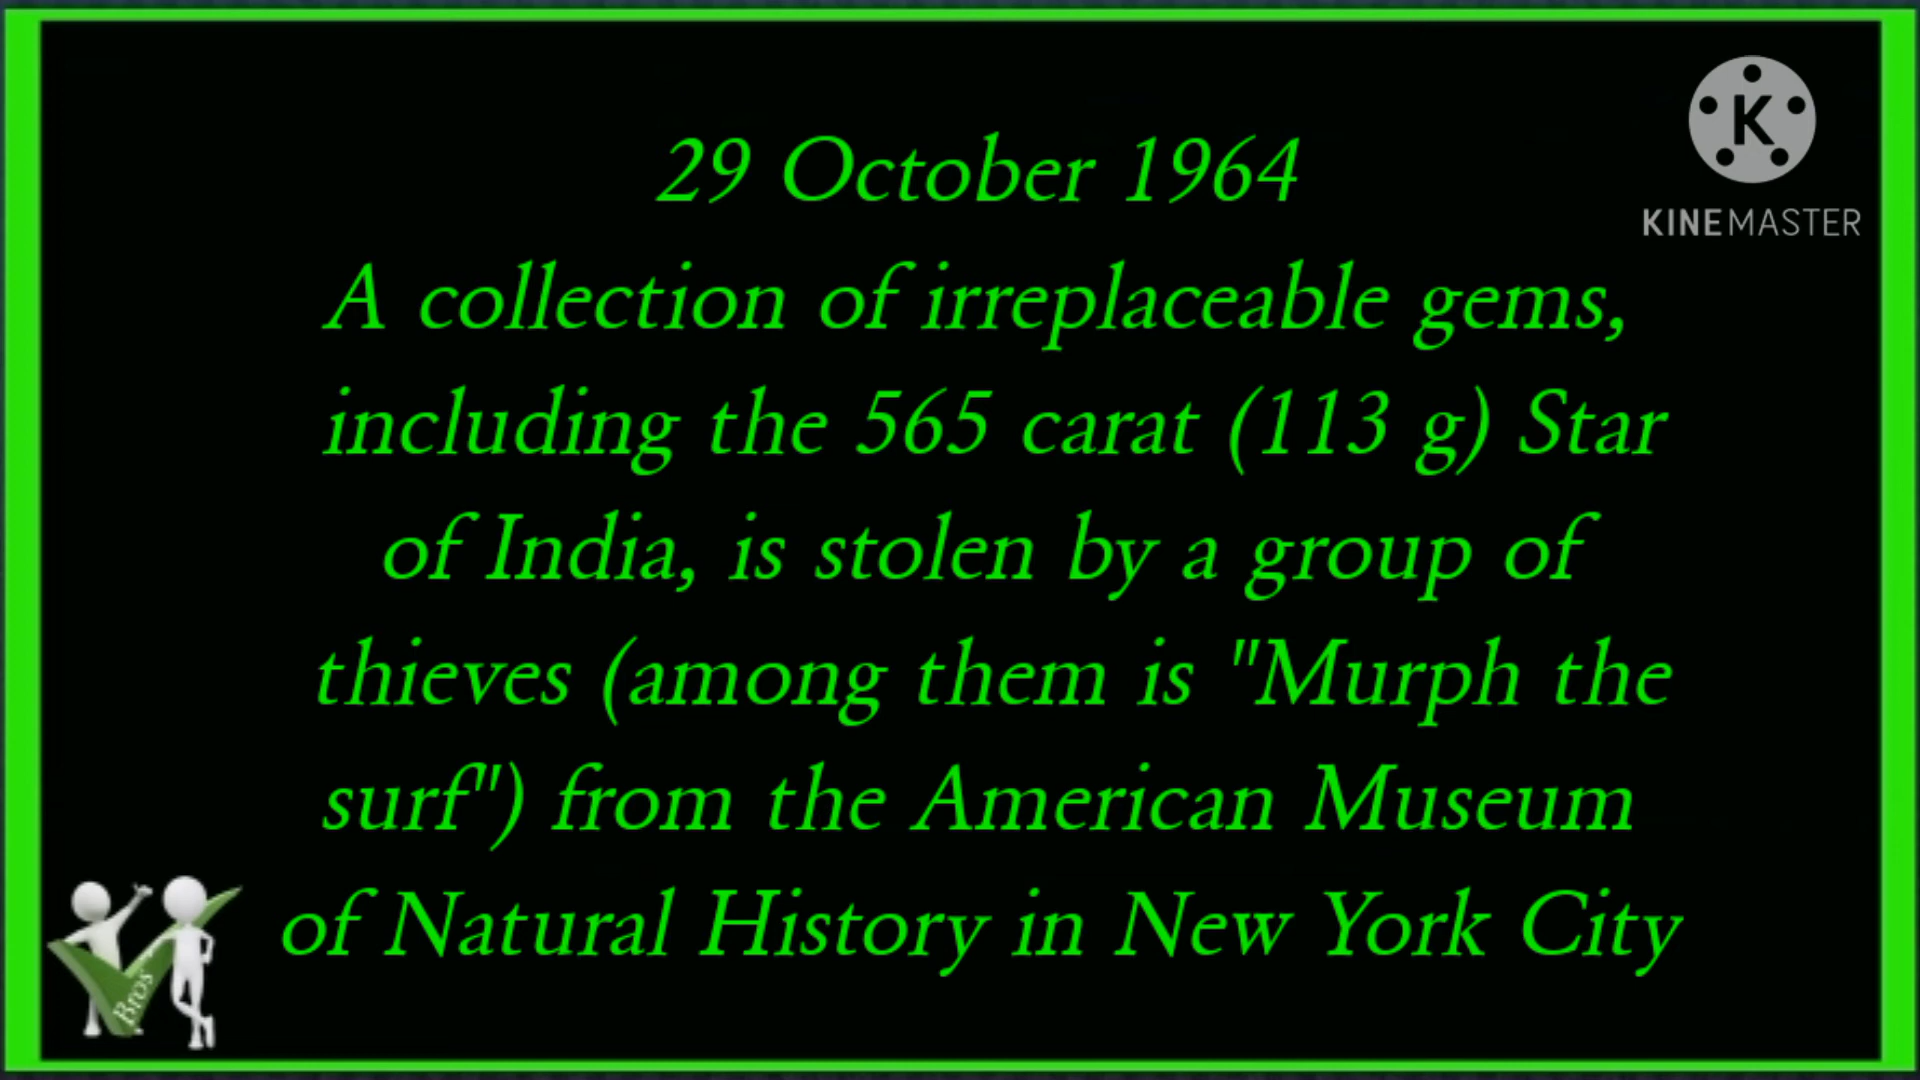 29 October 1964
A collection of irreplaceable gems,
including the 565 carat (113 g) Star
of India, is stolen by a group of
thieves (among them is "Murph the
surf") from the American Museum
of Natural History in New York City
K
KINEMASTER
Bros